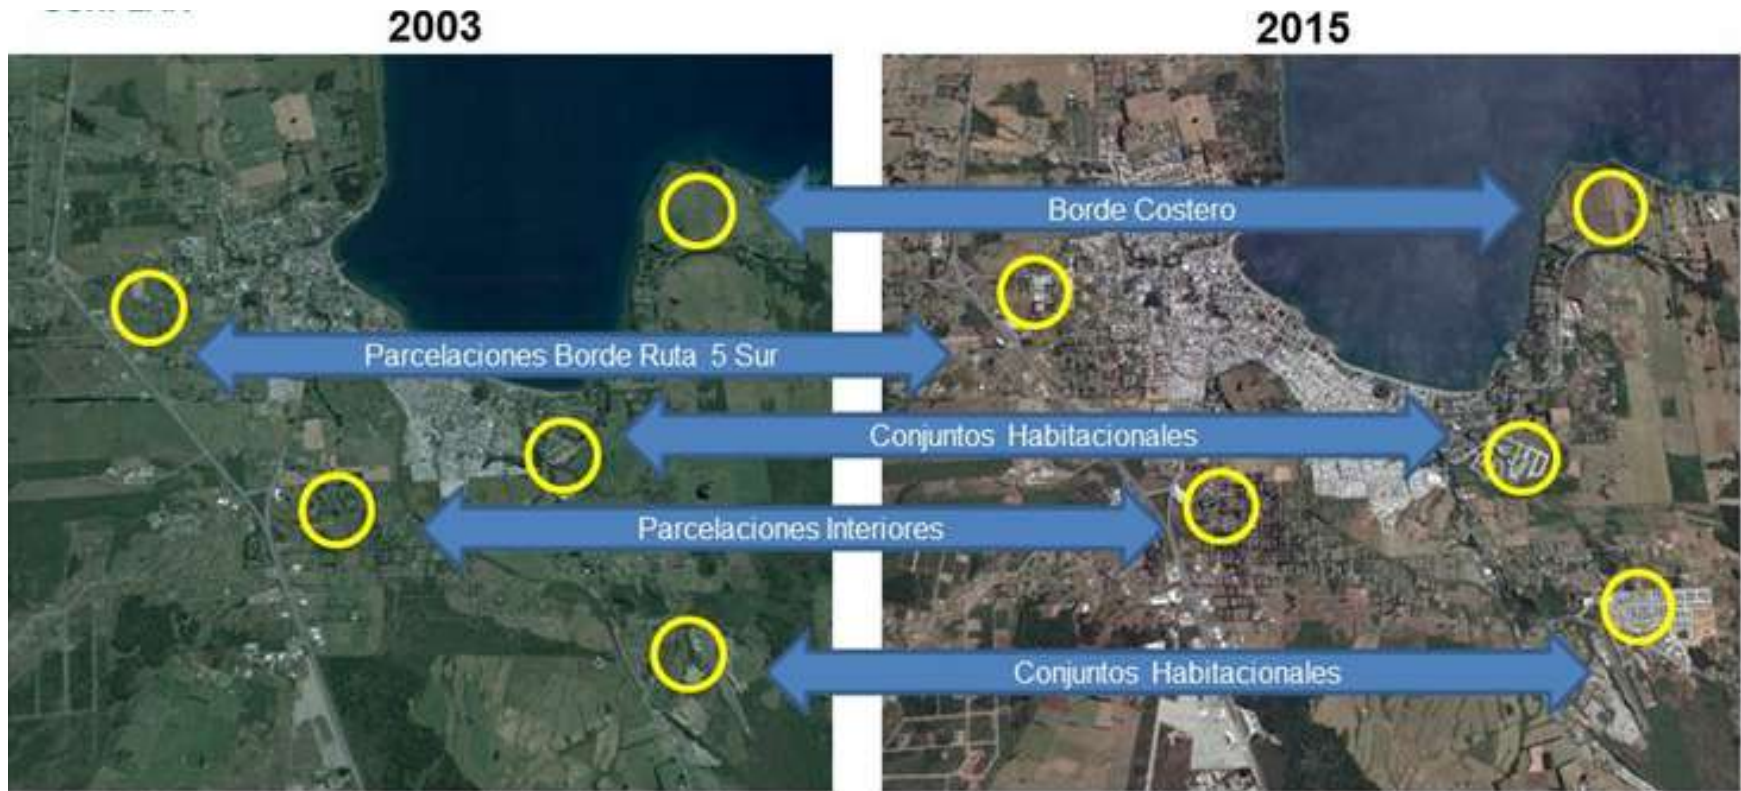 2003
2015
Borde Costero
Parcelaciones Borde Ruta 5 Sur
Conjuntos Habitacionales
Parcelaciones Interiores
Conjuntos Habitacionales